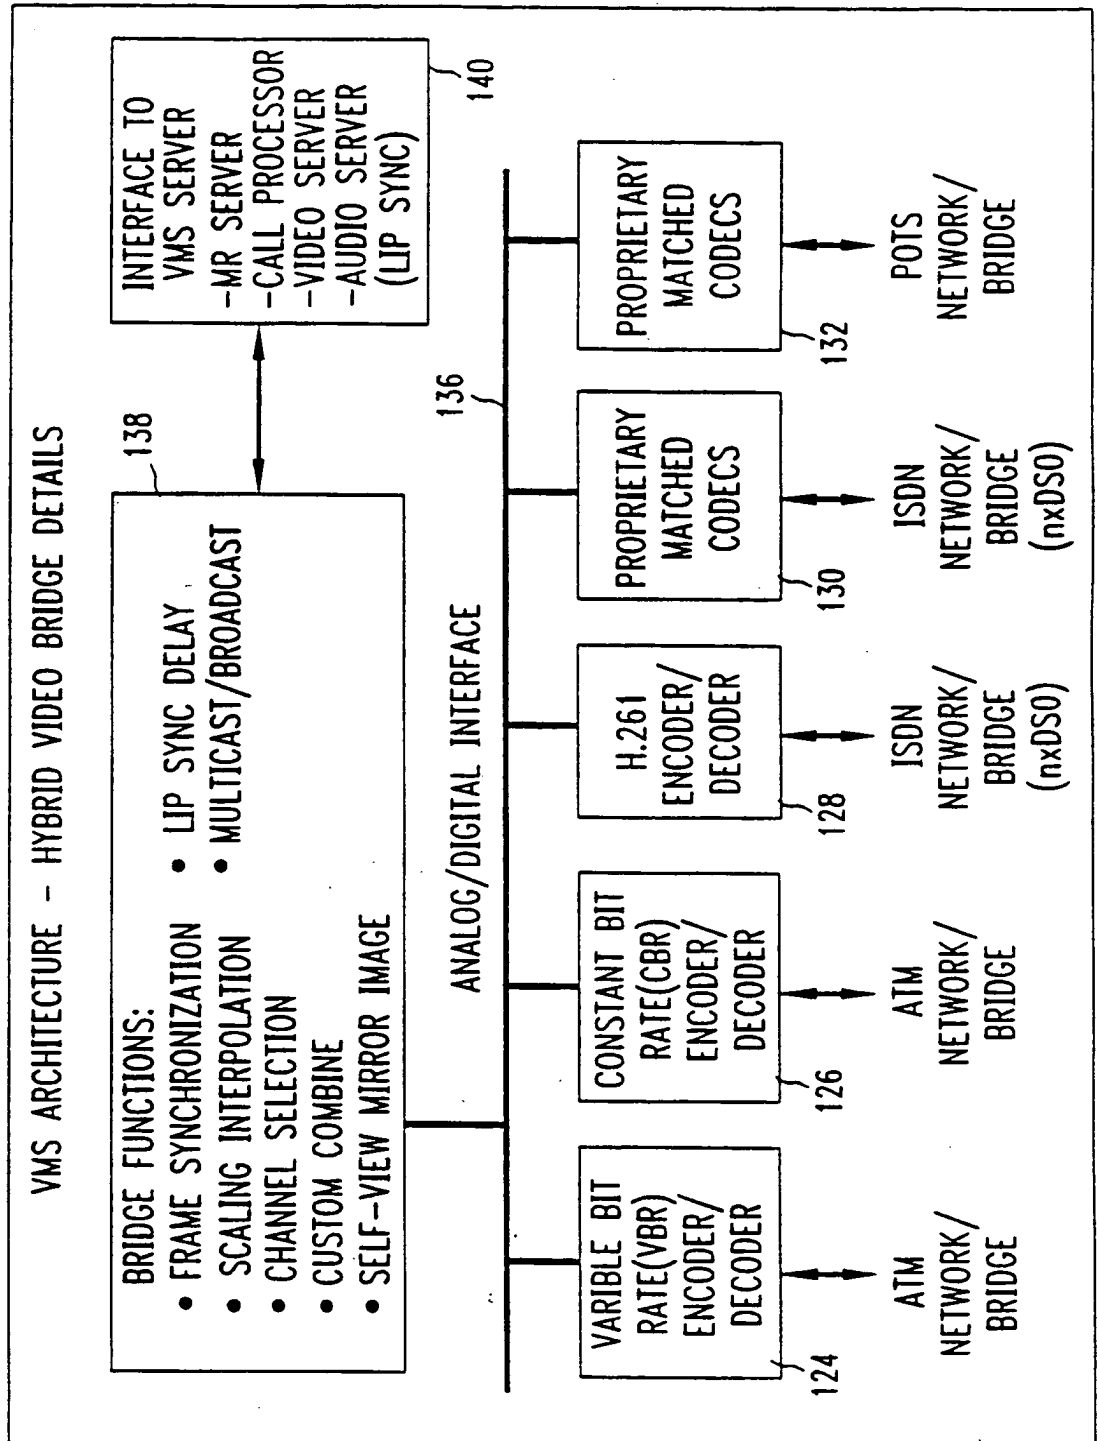 VMS ARCHITECTURE - HYBRID VIDEO BRIDGE DETAILS
138
BRIDGE FUNCTIONS:
• FRAME SYNCHRONIZATION
• SCALING INTERPOLATION
• CHANNEL SELECTION
• CUSTOM COMBINE
• SELF-VIEW MIRROR IMAGE
• LIP SYNC DELAY
• MULTICAST/BROADCAST
INTERFACE TO
VMS SERVER
-MR SERVER
-CALL PROCESSOR
-VIDEO SERVER
-AUDIO SERVER
(LIP SYNC)
140
ANALOG/DIGITAL INTERFACE
136
VARIBLE BIT
RATE(VBR)
ENCODER/
DECODER
124
ATM
NETWORK/
BRIDGE
CONSTANT BIT
RATE(CBR)
ENCODER/
DECODER
126
ATM
NETWORK/
BRIDGE
H.261
ENCODER/
DECODER
128
ISDN
NETWORK/
BRIDGE
(nxDS0)
PROPRIETARY
MATCHED
CODECS
130
ISDN
NETWORK/
BRIDGE
(nxDS0)
PROPRIETARY
MATCHED
CODECS
132
POTS
NETWORK/
BRIDGE